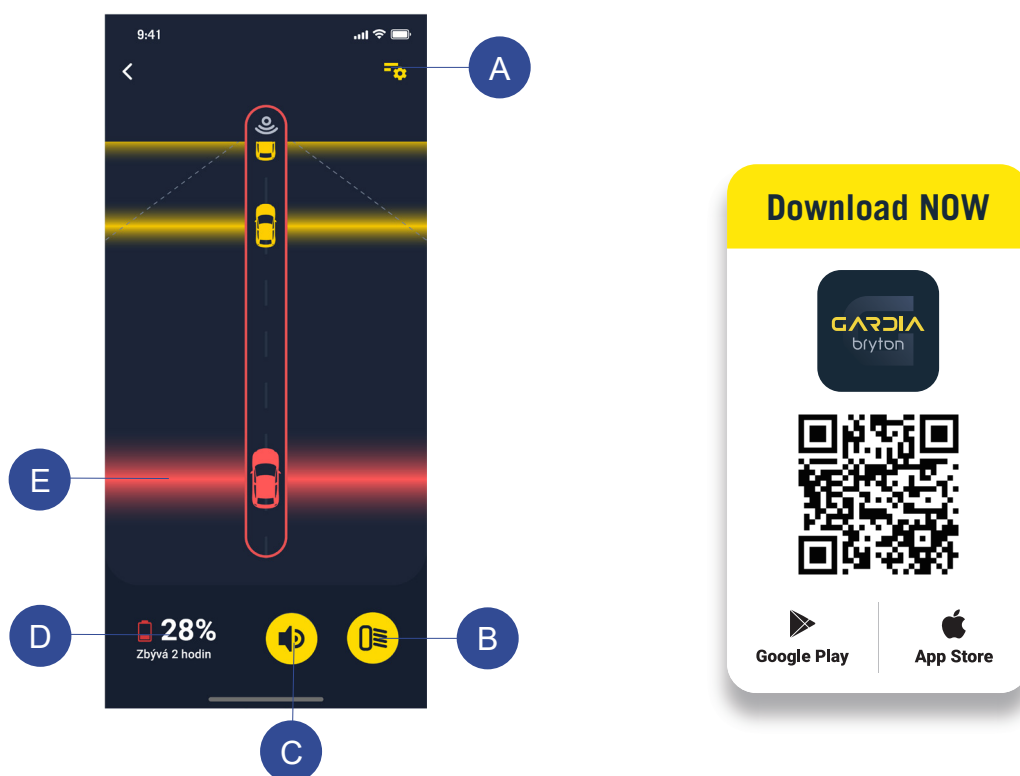 9:41
A
E
D
28%
Zbývá 2 hodin
B
C
Download NOW
GARDIA
bryton
Google Play
App Store